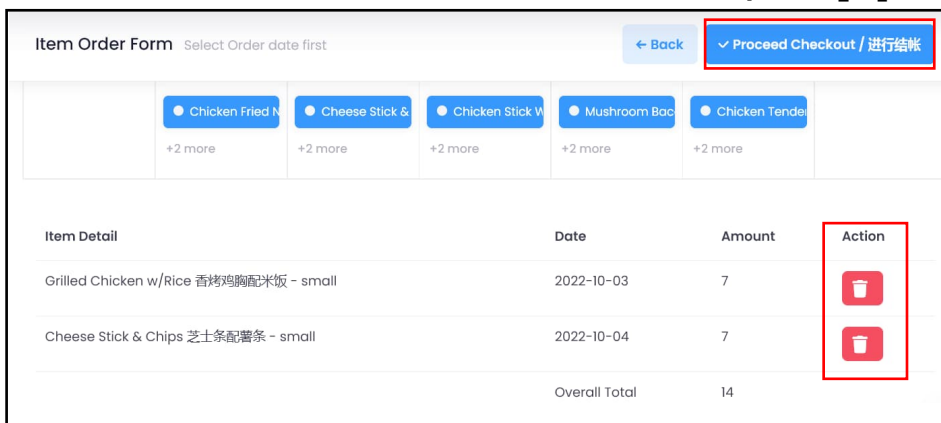 Item Order Form Select Order date first ← Back ✓ Proceed Checkout / 进行结帐
Chicken Fried N Cheese Stick & Chicken Stick W Mushroom Bac Chicken Tender
+2 more +2 more +2 more +2 more +2 more
Item Detail Date Amount Action
Grilled Chicken w/Rice 香烤鸡胸配米饭 - small 2022-10-03 7
Cheese Stick & Chips 芝士条配薯条 - small 2022-10-04 7
Overall Total 14